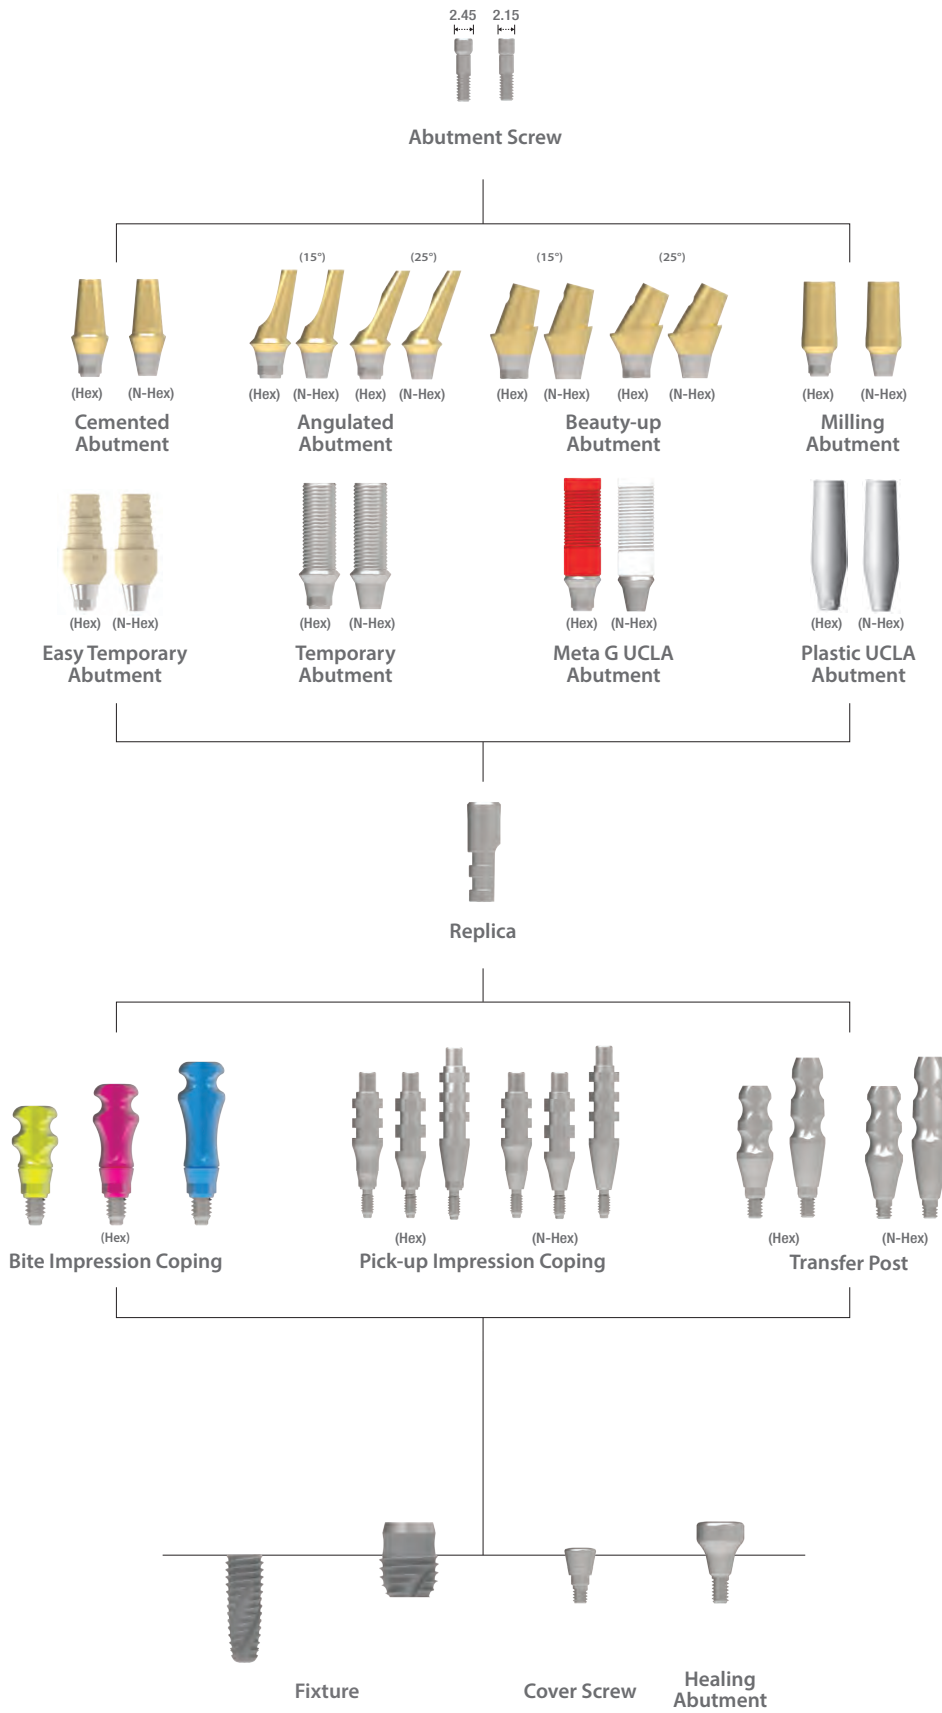 2.45 2.15
Abutment Screw
(15°) (25°) (15°) (25°)
(Hex) (N-Hex) (Hex) (N-Hex) (Hex) (N-Hex) (Hex) (N-Hex) (Hex) (N-Hex) (Hex) (N-Hex)
Cemented
Abutment
Angulated
Abutment
Beauty-up
Abutment
Milling
Abutment
(Hex) (N-Hex) (Hex) (N-Hex) (Hex) (N-Hex) (Hex) (N-Hex)
Easy Temporary
Abutment
Temporary
Abutment
Meta G UCLA
Abutment
Plastic UCLA
Abutment
Replica
(Hex) (Hex) (N-Hex) (Hex) (N-Hex)
Bite Impression Coping
Pick-up Impression Coping
Transfer Post
Fixture
Cover Screw
Healing
Abutment